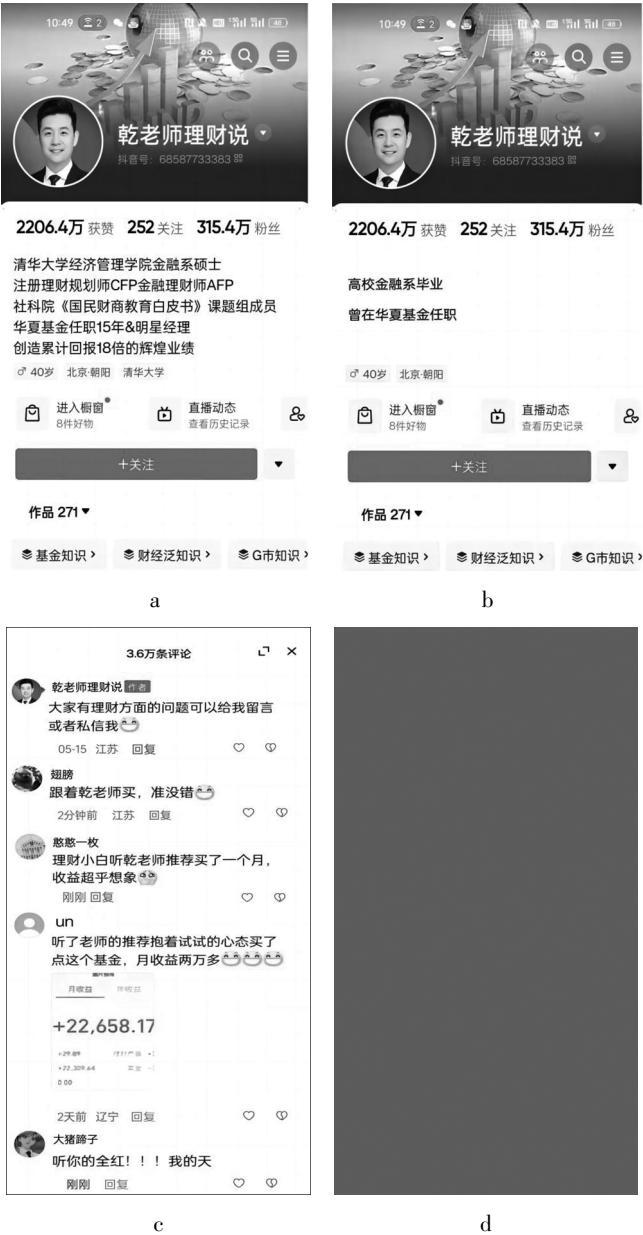 10:49
乾老师理财说
抖音号：68587733383
2206.4万 获赞 252 关注 315.4万 粉丝
清华大学经济管理学院金融系硕士
注册理财规划师CFP金融理财师AFP
社科院《国民财商教育白皮书》课题组成员
华夏基金任职15年&明星经理
创造累计回报18倍的辉煌业绩
♂ 40岁 北京·朝阳 清华大学
进入橱窗 直播动态
8件好物 查看历史记录
+关注
作品 271
基金知识 › 财经泛知识 › G市知识 ›
a
10:49
乾老师理财说
抖音号：68587733383
2206.4万 获赞 252 关注 315.4万 粉丝
高校金融系毕业
曾在华夏基金任职
♂ 40岁 北京·朝阳
进入橱窗 直播动态
8件好物 查看历史记录
+关注
作品 271
基金知识 › 财经泛知识 › G市知识 ›
b
3.6万条评论
乾老师理财说 作者
大家有理财方面的问题可以给我留言
或者私信我
05-15 江苏 回复
翅膀
跟着乾老师买，准没错
2分钟前 江苏 回复
憨憨一枚
理财小白听乾老师推荐买了一个月，
收益超乎想象
刚刚 回复
un
听了老师的推荐抱着试试的心态买了
点这个基金，月收益两万多
月收益 年收益
+22,658.17
+29.89
+22,309.64
0.00
2天前 辽宁 回复
大猪蹄子
听你的全红！！！我的天
刚刚 回复
c
d